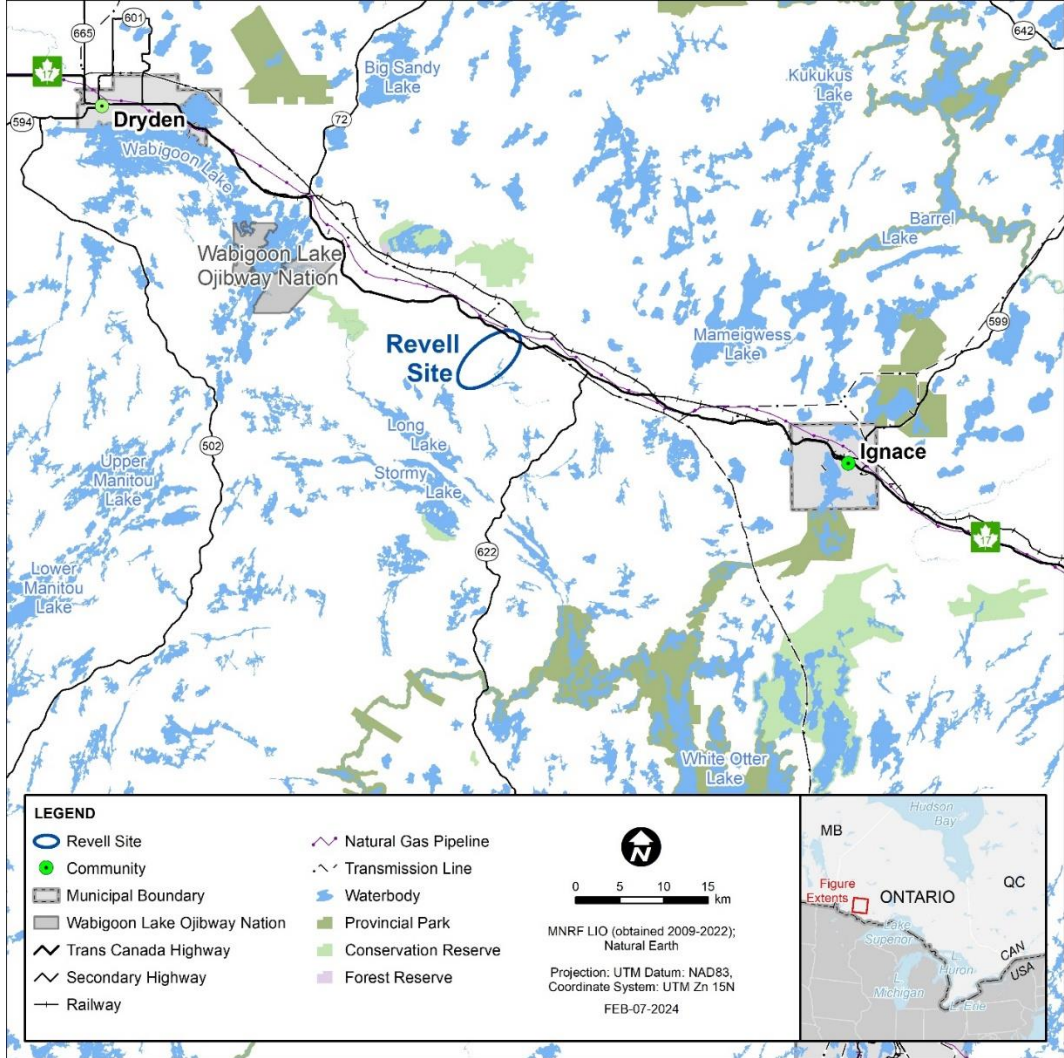 601
665
642
17
Big Sandy
Lake
Kukukus
Lake
Dryden
594
72
Wabigoon Lake
Barrel
Lake
Wabigoon Lake
Ojibway Nation
599
Revell
Site
Mameigwess
Lake
Long
Lake
502
Ignace
Upper
Manitou
Lake
Stormy
Lake
17
622
Lower
Manitou
Lake
White Otter
Lake
LEGEND
Revell Site
Community
Municipal Boundary
Wabigoon Lake Ojibway Nation
Trans Canada Highway
Secondary Highway
Railway
Natural Gas Pipeline
Transmission Line
Waterbody
Provincial Park
Conservation Reserve
Forest Reserve
N
0 5 10 15
km
MNRF LIO (obtained 2009-2022);
Natural Earth
Projection: UTM Datum: NAD83,
Coordinate System: UTM Zn 15N
FEB-07-2024
Hudson
Bay
MB
Figure
Extents
ONTARIO
QC
Lake
Superior
CAN
USA
L
Huron
L
Michigan
L Erie